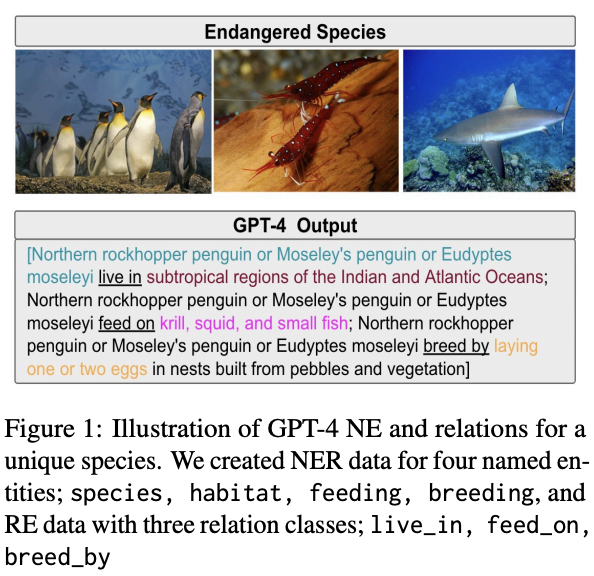 Endangered Species
GPT-4 Output
[Northern rockhopper penguin or Moseley's penguin or Eudyptes
moseleyi live in subtropical regions of the Indian and Atlantic Oceans;
Northern rockhopper penguin or Moseley's penguin or Eudyptes
moseleyi feed on krill, squid, and small fish; Northern rockhopper
penguin or Moseley's penguin or Eudyptes moseleyi breed by laying
one or two eggs in nests built from pebbles and vegetation]
Figure 1: Illustration of GPT-4 NE and relations for a
unique species. We created NER data for four named en-
tities; species, habitat, feeding, breeding, and
RE data with three relation classes; live_in, feed_on,
breed_by